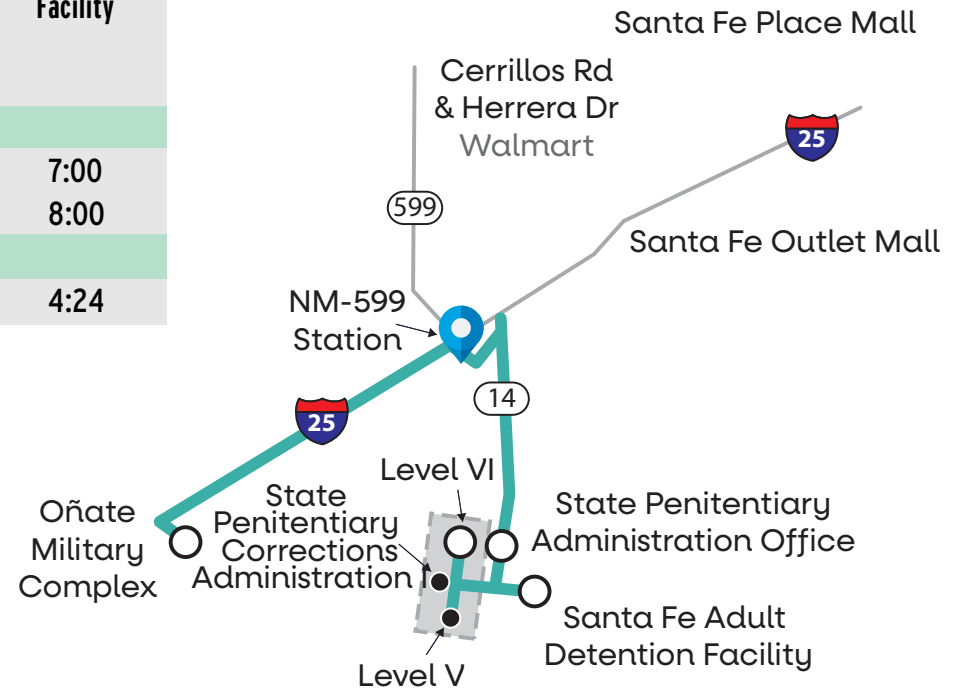 Facility
7:00
8:00
4:24
Santa Fe Place Mall
Cerrillos Rd
& Herrera Dr
Walmart
25
599
Santa Fe Outlet Mall
NM-599
Station
14
25
Level VI
State
Penitentiary
Corrections
Administration
Oñate
Military
Complex
State Penitentiary
Administration Office
Santa Fe Adult
Detention Facility
Level V